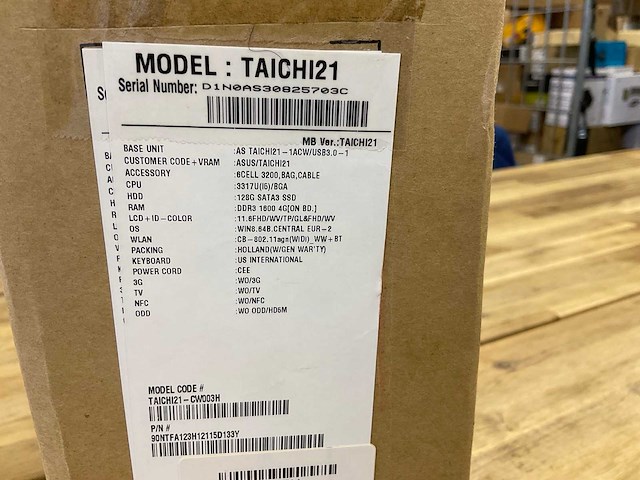 MODEL : TAICHI21
Serial Number: D1N0AS30825703C
MB Ver.:TAICHI21
BASE UNIT :AS TAICHI21-1ACW/USB3.0-1
CUSTOMER CODE+VRAM :ASUS/TAICHI21
ACCESSORY :6CELL 3200,BAG,CABLE
CPU :3317U(I5)/BGA
HDD :128G SATA3 SSD
RAM :DDR3 1600 4G[ON BD.]
LCD+ID-COLOR :11.6FHD/WV/TP/GL&FHD/WV
OS :WIN8.64B.CENTRAL EUR-2
WLAN :CB-802.11agn(WiDi)_WW+BT
PACKING :HOLLAND(W/GEN WAR'TY)
KEYBOARD :US INTERNATIONAL
POWER CORD :CEE
3G :WO/3G
TV :WO/TV
NFC :WO/NFC
ODD :WO ODD/HD6M
MODEL CODE #
TAICHI21-CW003H
P/N #
90NTFA123H12115D133Y